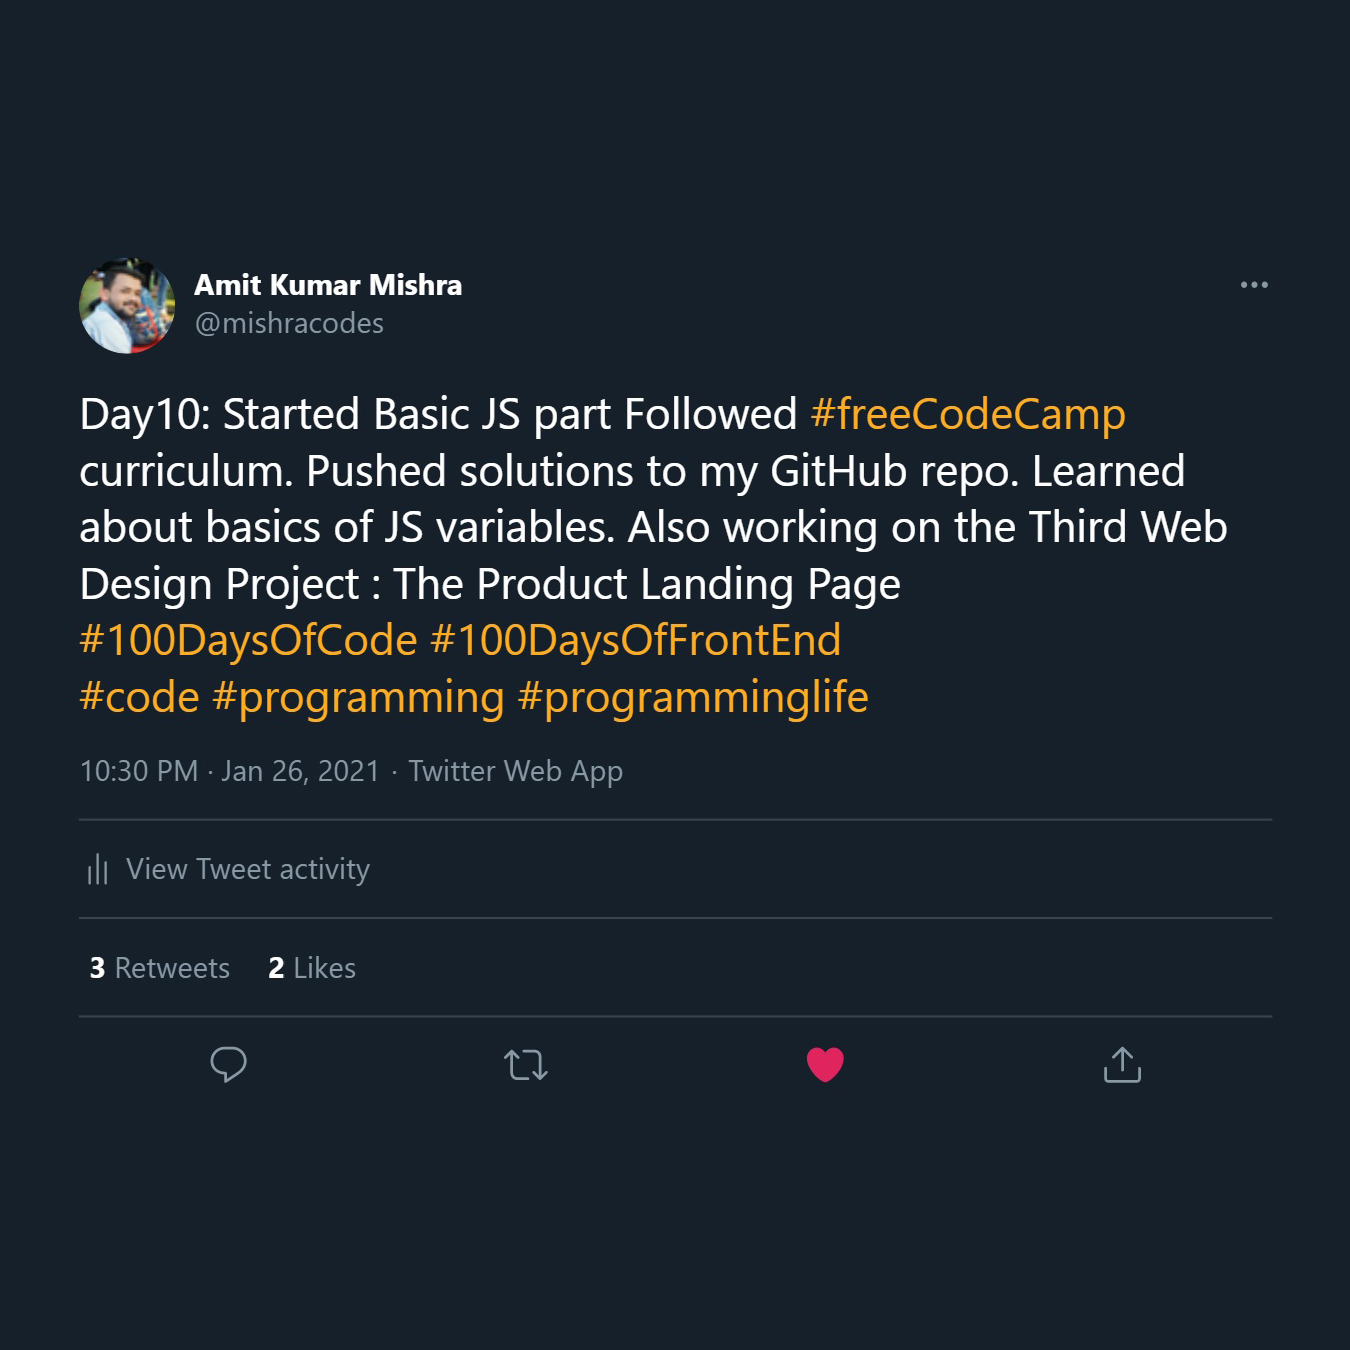 Amit Kumar Mishra
@mishracodes
Day10: Started Basic JS part Followed #freeCodeCamp
curriculum. Pushed solutions to my GitHub repo. Learned
about basics of JS variables. Also working on the Third Web
Design Project : The Product Landing Page
#100DaysOfCode #100DaysOfFrontEnd
#code #programming #programminglife
10:30 PM · Jan 26, 2021 · Twitter Web App
View Tweet activity
3 Retweets 2 Likes